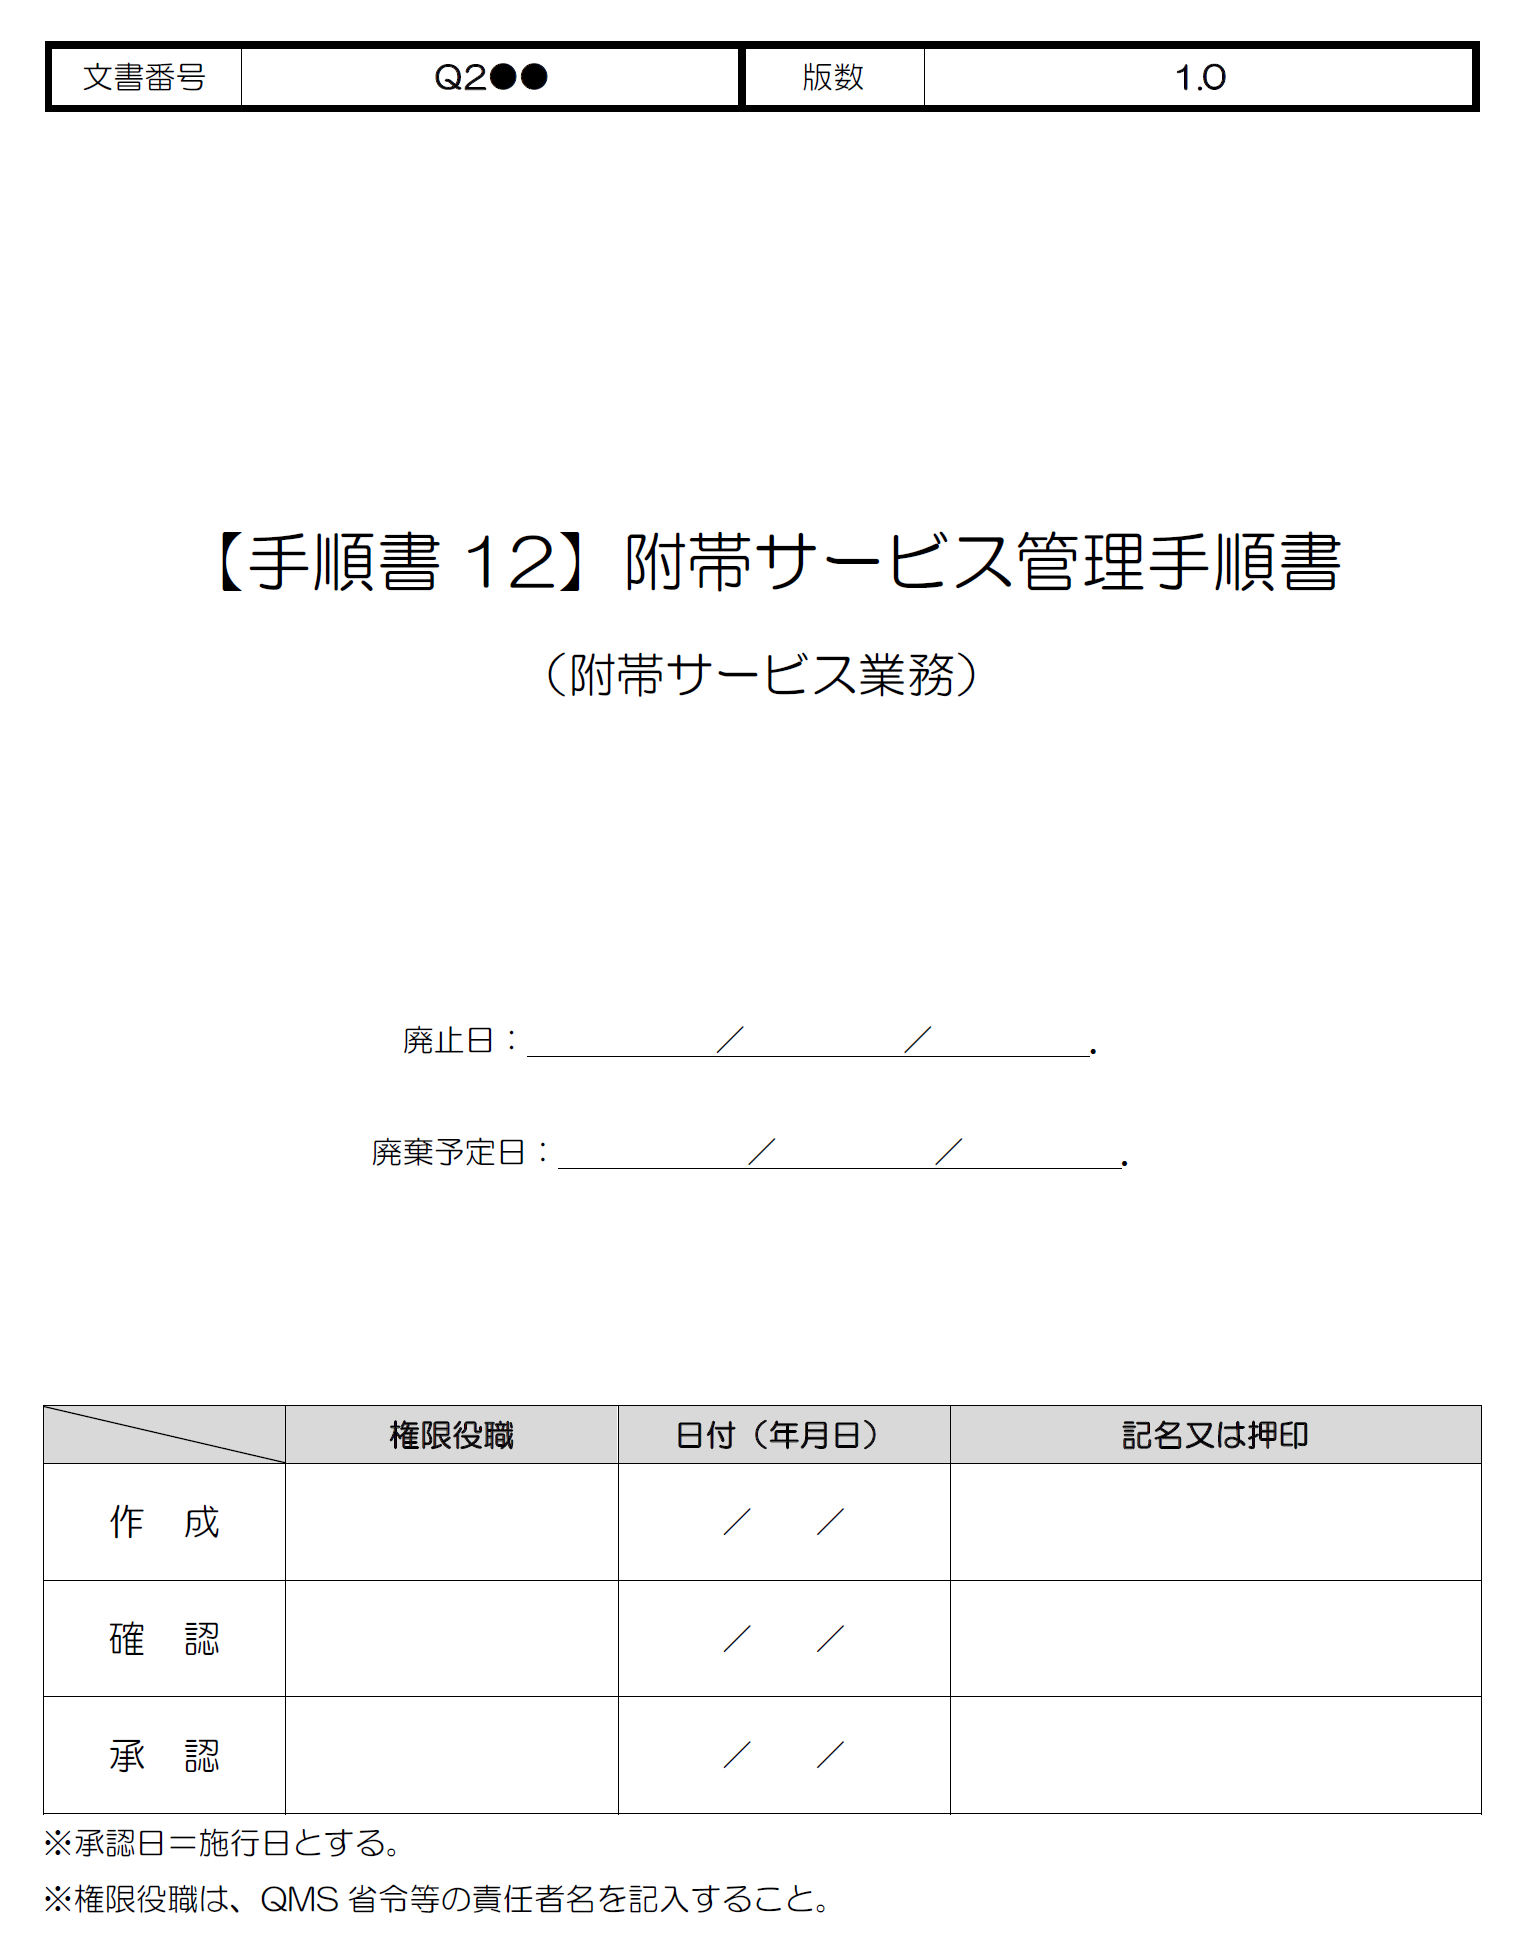 文書番号 Q2●● 版数 1.0
【手順書 12】附帯サービス管理手順書
（附帯サービス業務）
廃止日：　　／　　／　　.
廃棄予定日：　　／　　／　　.
権限役職 日付（年月日） 記名又は押印
作　成 ／　　／
確　認 ／　　／
承　認 ／　　／
※承認日＝施行日とする。
※権限役職は、QMS 省令等の責任者名を記入すること。